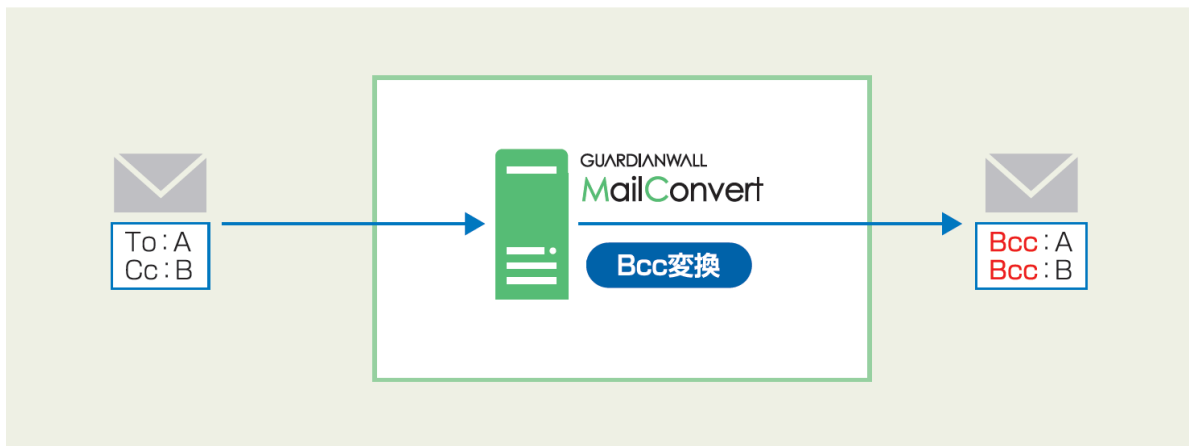 To：A
Cc：B
GUARDIANWALL
MailConvert
Bcc変換
Bcc：A
Bcc：B